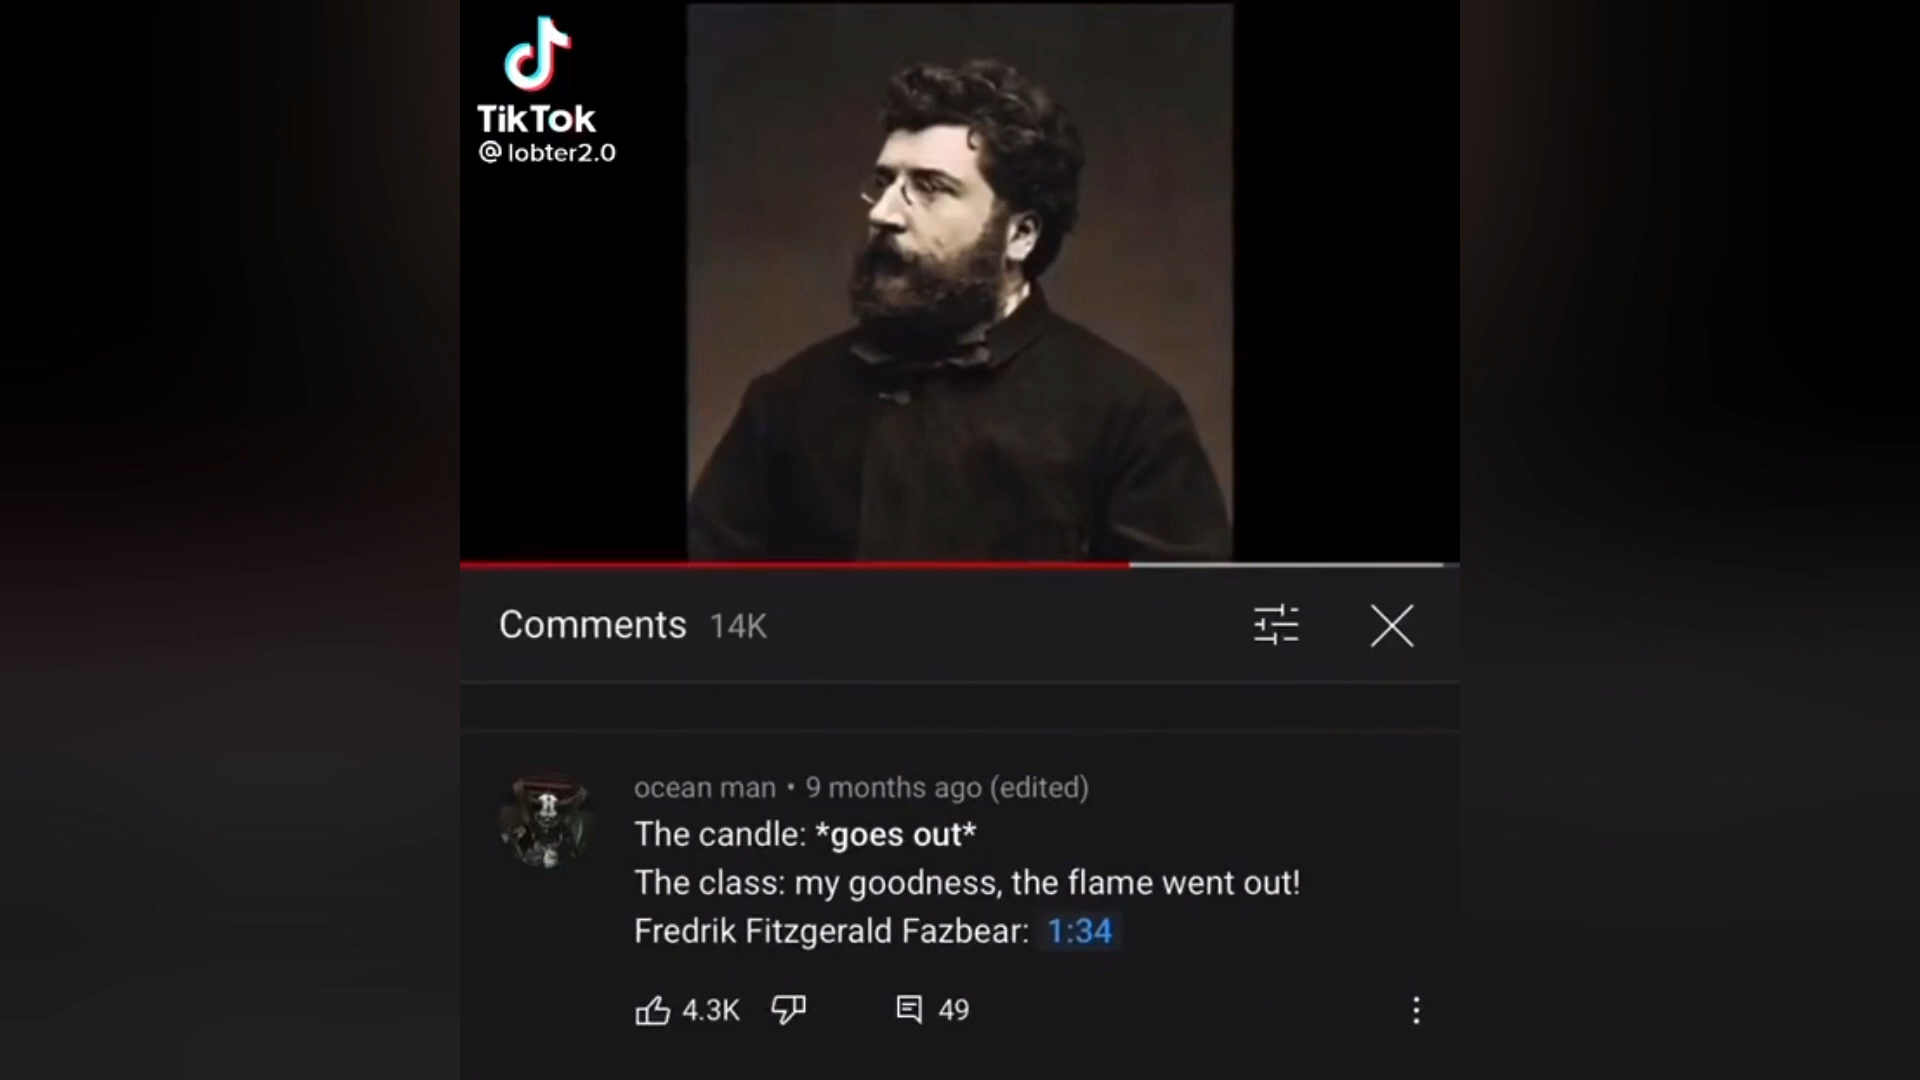 TikTok
@lobter2.0
Comments 14K
ocean man • 9 months ago (edited)
The candle: *goes out*
The class: my goodness, the flame went out!
Fredrik Fitzgerald Fazbear: 1:34
4.3K 49